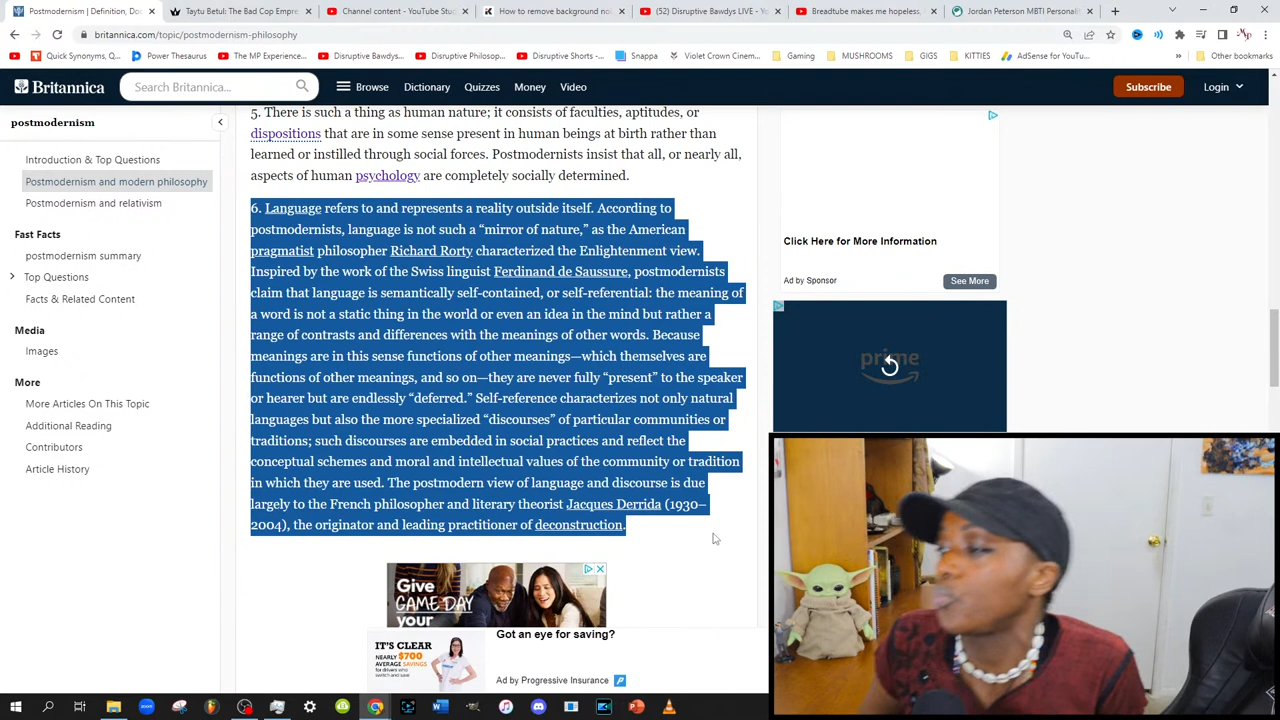 Postmodernism | Definition, Doc
Taytu Betul: The Bad Cop Empre
Channel content - YouTube Stud
How to remove background noi
(52) Disruptive Bawdys LIVE -
Breadtube makes me hopeless,
Jordan Peterson MBTI Personali
britannica.com/topic/postmodernism-philosophy
Quick Synonym, Q...
Power Thesaurus
The MP Experience...
Disruptive Bawdys...
Disruptive Philosop...
Disruptive Shorts -...
Snappa
Violet Crown Cinem...
Gaming
MUSHROOMS
GIGS
KITTIES
AdSense for YouTu...
Other bookmarks
Britannica
Search Britannica...
Browse
Dictionary
Quizzes
Money
Video
Subscribe
Login
postmodernism
Introduction & Top Questions
Postmodernism and modern philosophy
Postmodernism and relativism
Fast Facts
postmodernism summary
Top Questions
Facts & Related Content
Media
Images
More
More Articles On This Topic
Additional Reading
Contributors
Article History
5. There is such a thing as human nature; it consists of faculties, aptitudes, or
dispositions that are in some sense present in human beings at birth rather than
learned or instilled through social forces. Postmodernists insist that all, or nearly all,
aspects of human psychology are completely socially determined.
6. Language refers to and represents a reality outside itself. According to
postmodernists, language is not such a “mirror of nature,” as the American
pragmatist philosopher Richard Rorty characterized the Enlightenment view.
Inspired by the work of the Swiss linguist Ferdinand de Saussure, postmodernists
claim that language is semantically self-contained, or self-referential: the meaning of
a word is not a static thing in the world or even an idea in the mind but rather a
range of contrasts and differences with the meanings of other words. Because
meanings are in this sense functions of other meanings—which themselves are
functions of other meanings, and so on—they are never fully “present” to the speaker
or hearer but are endlessly “deferred.” Self-reference characterizes not only natural
languages but also the more specialized “discourses” of particular communities or
traditions; such discourses are embedded in social practices and reflect the
conceptual schemes and moral and intellectual values of the community or tradition
in which they are used. The postmodern view of language and discourse is due
largely to the French philosopher and literary theorist Jacques Derrida (1930–
2004), the originator and leading practitioner of deconstruction.
Click Here for More Information
Ad by Sponsor
See More
prime
Give
GAME DAY
your
IT'S CLEAR
NEARLY $700
AVERAGE SAVINGS
Got an eye for saving?
Ad by Progressive Insurance